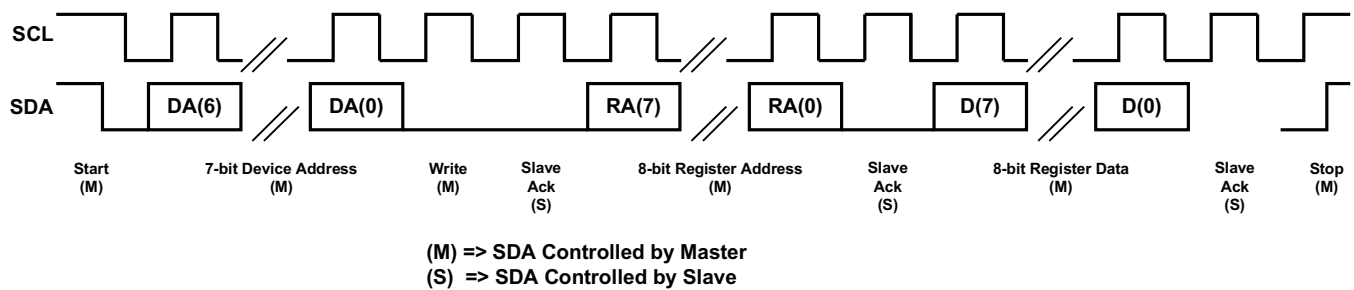 SCL
SDA
DA(6)
DA(0)
RA(7)
RA(0)
D(7)
D(0)
Start
(M)
7-bit Device Address
(M)
Write
(M)
Slave
Ack
(S)
8-bit Register Address
(M)
Slave
Ack
(S)
8-bit Register Data
(M)
Slave
Ack
(S)
Stop
(M)
(M) => SDA Controlled by Master
(S) => SDA Controlled by Slave